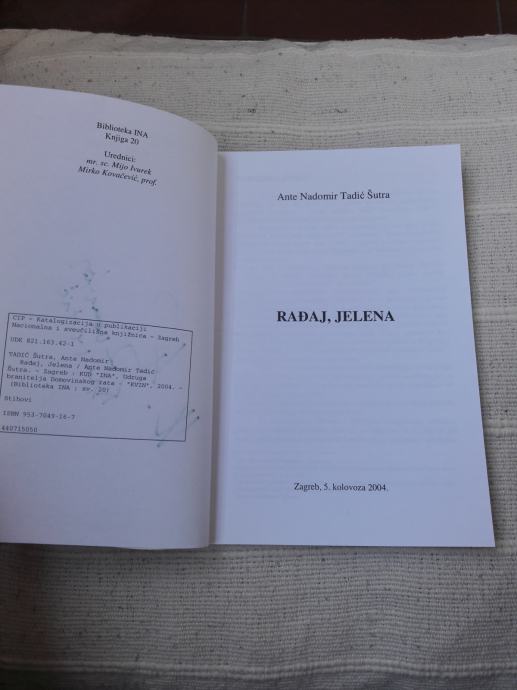 Biblioteka INA
Knjiga 20
Urednici:
mr. sc. Mijo Ivurek
Mirko Kovačević, prof.
CIP - Katalogizacija u publikaciji
Nacionalna i sveučilišna knjižnica - Zagreb
UDK 821.163.42-1
TADIĆ Šutra, Ante Nadomir
Rađaj, Jelena / Ante Nadomir Tadić
Šutra. - Zagreb : KUD "INA", Udruga
branitelja Domovinskog rata - "KVIN", 2004. -
(Biblioteka INA ; sv. 20)
Stihovi
ISBN 953-7049-16-7
440715050
Ante Nadomir Tadić Šutra
RAĐAJ, JELENA
Zagreb, 5. kolovoza 2004.